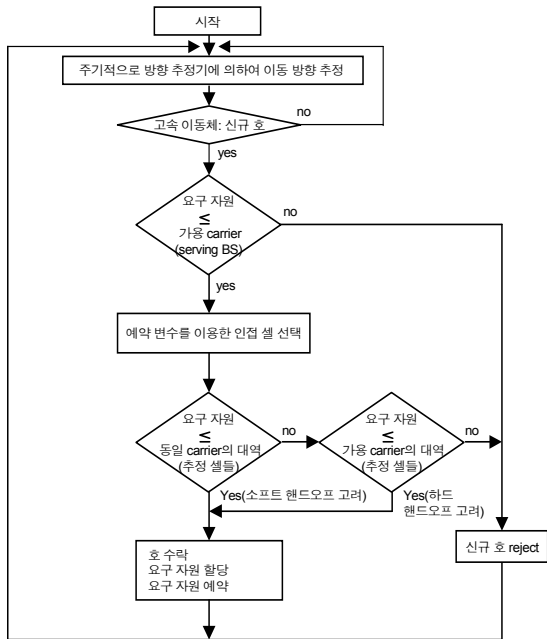 시작
주기적으로 방향 추정기에 의하여 이동 방향 추정
고속 이동체: 신규 호
no
yes
요구 자원
≤
가용 carrier
(serving BS)
no
yes
예약 변수를 이용한 인접 셀 선택
요구 자원
≤
동일 carrier의 대역
(추정 셀들)
no
요구 자원
≤
가용 carrier의 대역
(추정 셀들)
no
Yes(소프트 핸드오프 고려)
Yes(하드
핸드오프 고려)
호 수락
요구 자원 할당
요구 자원 예약
신규 호 reject